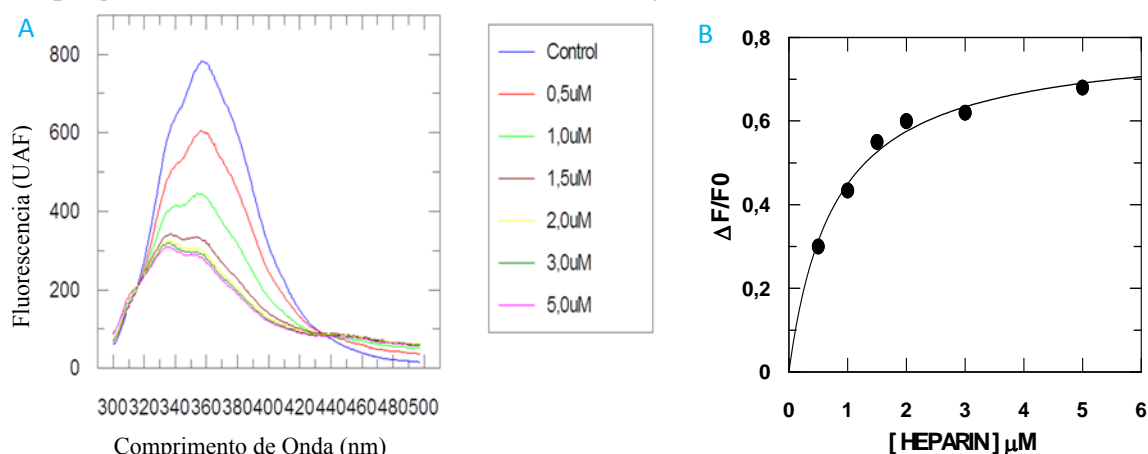 A
Fluorescencia (UAF)
800
600
400
200
0
300320340360380400420440460480500
Comprimento de Onda (nm)
Control
0,5uM
1,0uM
1,5uM
2,0uM
3,0uM
5,0uM
B
ΔF/F0
0,8
0,6
0,4
0,2
0
0 1 2 3 4 5 6
[ HEPARIN ] µM